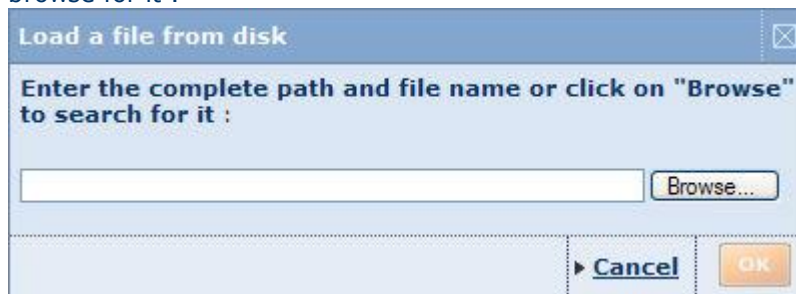 Load a file from disk
Enter the complete path and file name or click on "Browse"
to search for it :
Browse...
Cancel
OK